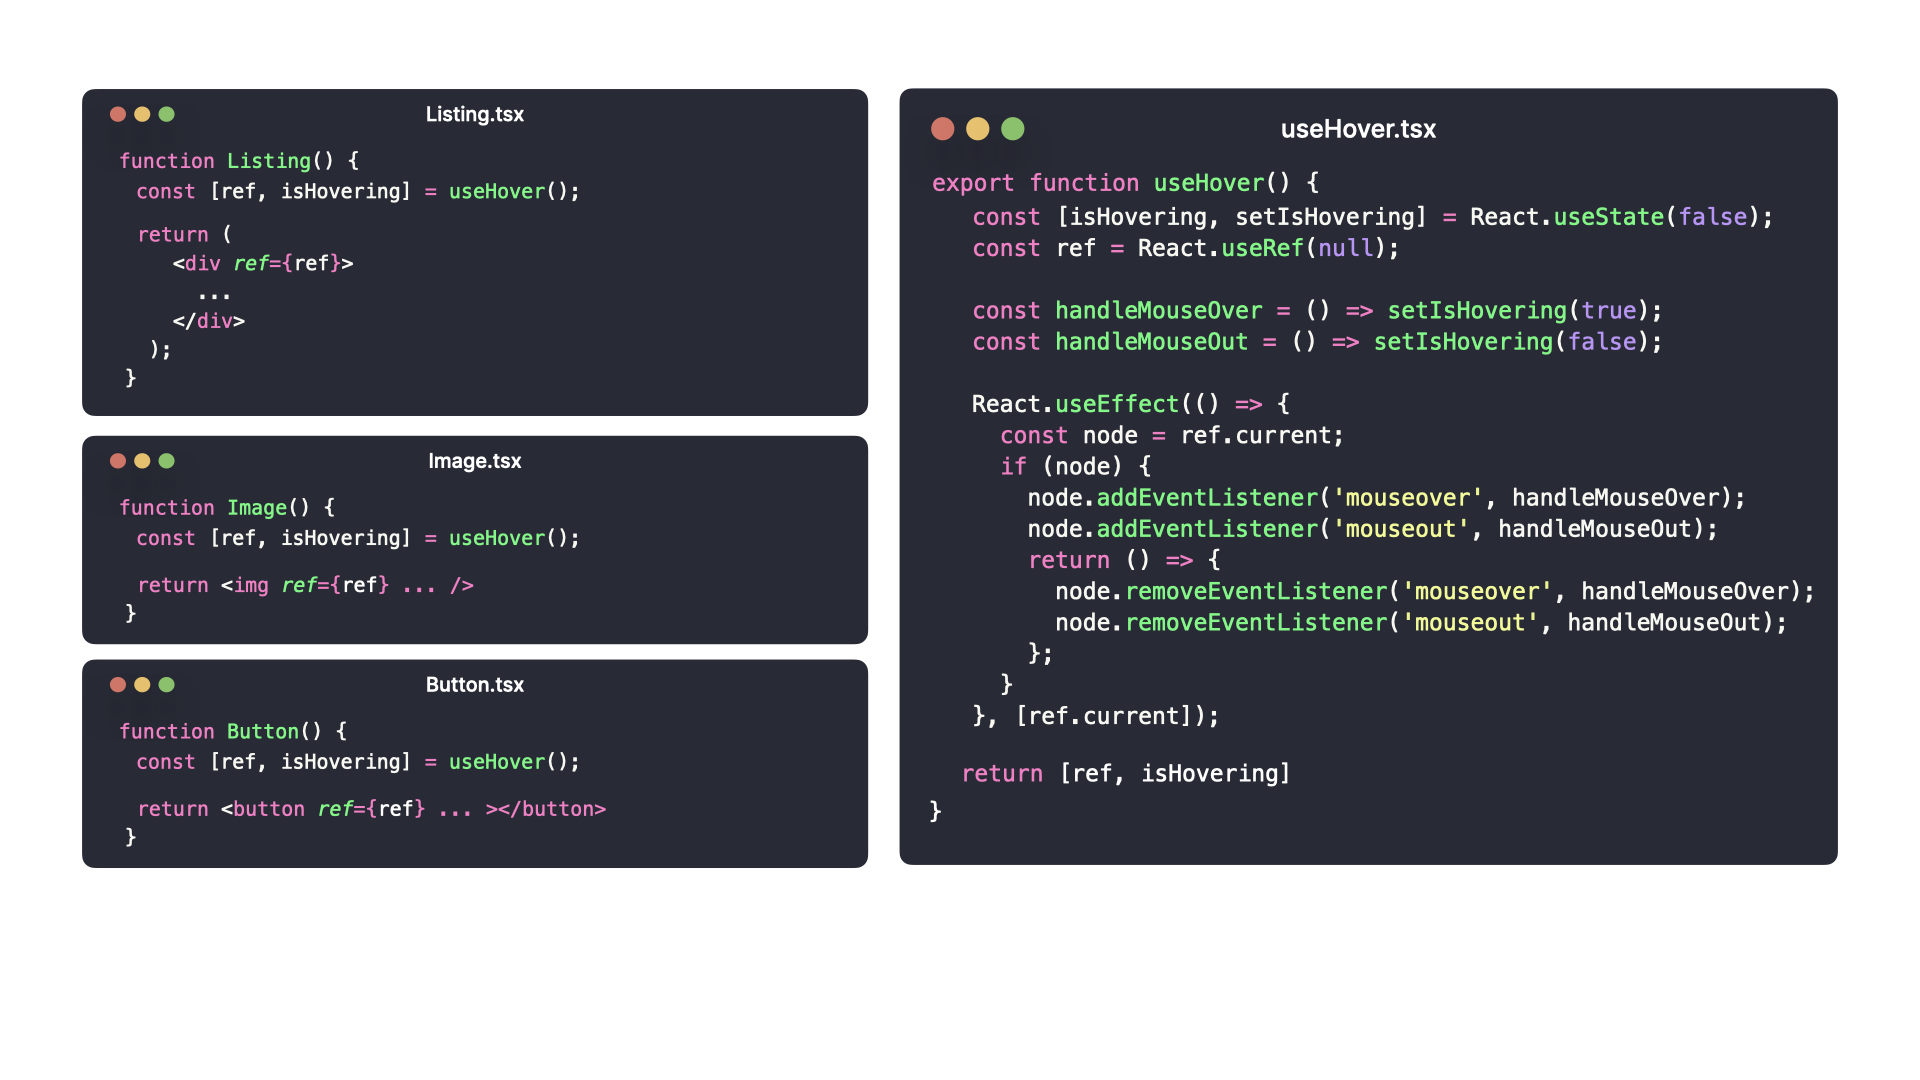 Listing.tsx
function Listing() {
const [ref, isHovering] = useHover();
return (
<div ref={ref}>
...
</div>
);
}
Image.tsx
function Image() {
const [ref, isHovering] = useHover();
return <img ref={ref} ... />
}
Button.tsx
function Button() {
const [ref, isHovering] = useHover();
return <button ref={ref} ... ></button>
}
useHover.tsx
export function useHover() {
const [isHovering, setIsHovering] = React.useState(false);
const ref = React.useRef(null);
const handleMouseOver = () => setIsHovering(true);
const handleMouseOut = () => setIsHovering(false);
React.useEffect(() => {
const node = ref.current;
if (node) {
node.addEventListener('mouseover', handleMouseOver);
node.addEventListener('mouseout', handleMouseOut);
return () => {
node.removeEventListener('mouseover', handleMouseOver);
node.removeEventListener('mouseout', handleMouseOut);
};
}
}, [ref.current]);
return [ref, isHovering]
}